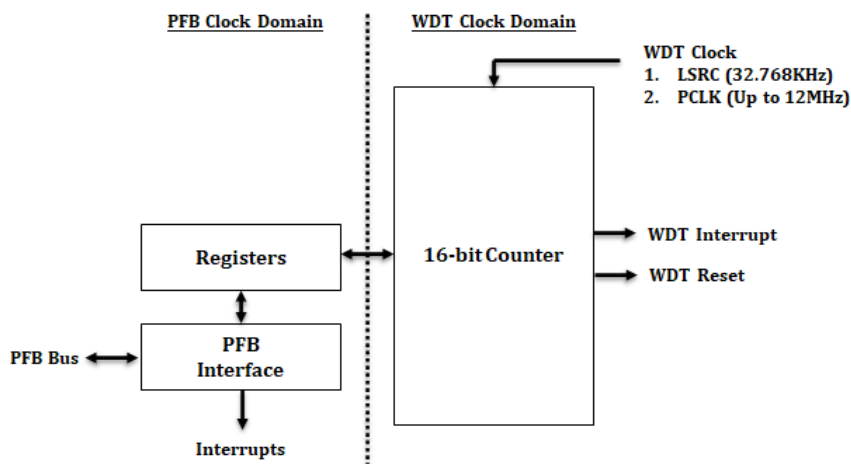 PFB Clock Domain
WDT Clock Domain
WDT Clock
1. LSRC (32.768KHz)
2. PCLK (Up to 12MHz)
Registers
16-bit Counter
WDT Interrupt
WDT Reset
PFB Bus
PFB
Interface
Interrupts